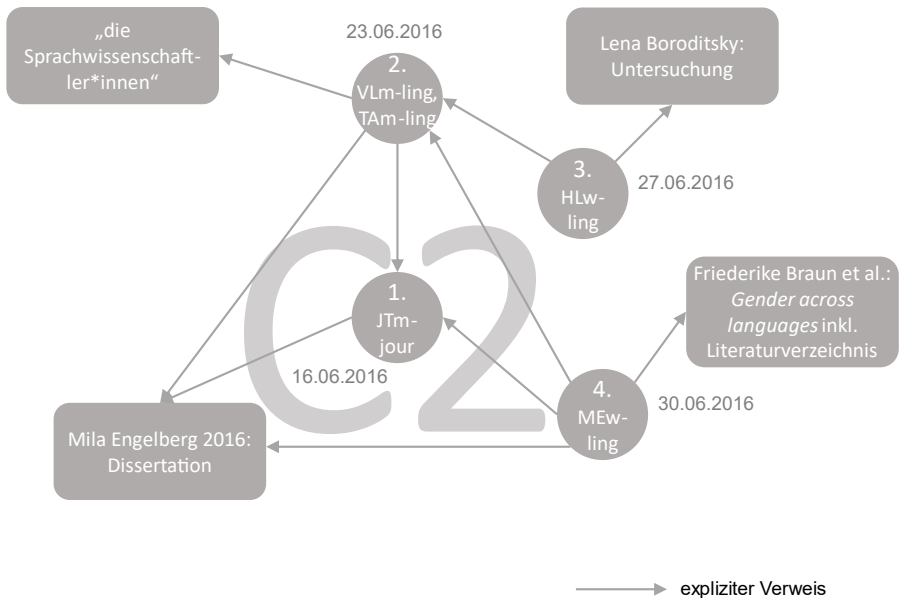 „die
Sprachwissenschaft-
ler*innen“
23.06.2016
2.
VLm-ling,
TAm-ling
Lena Boroditsky:
Untersuchung
3.
HLw-
ling
27.06.2016
C2
1.
JTm-
jour
16.06.2016
Friederike Braun et al.:
Gender across
languages inkl.
Literaturverzeichnis
4.
MEw-
ling
30.06.2016
Mila Engelberg 2016:
Dissertation
expliziter Verweis